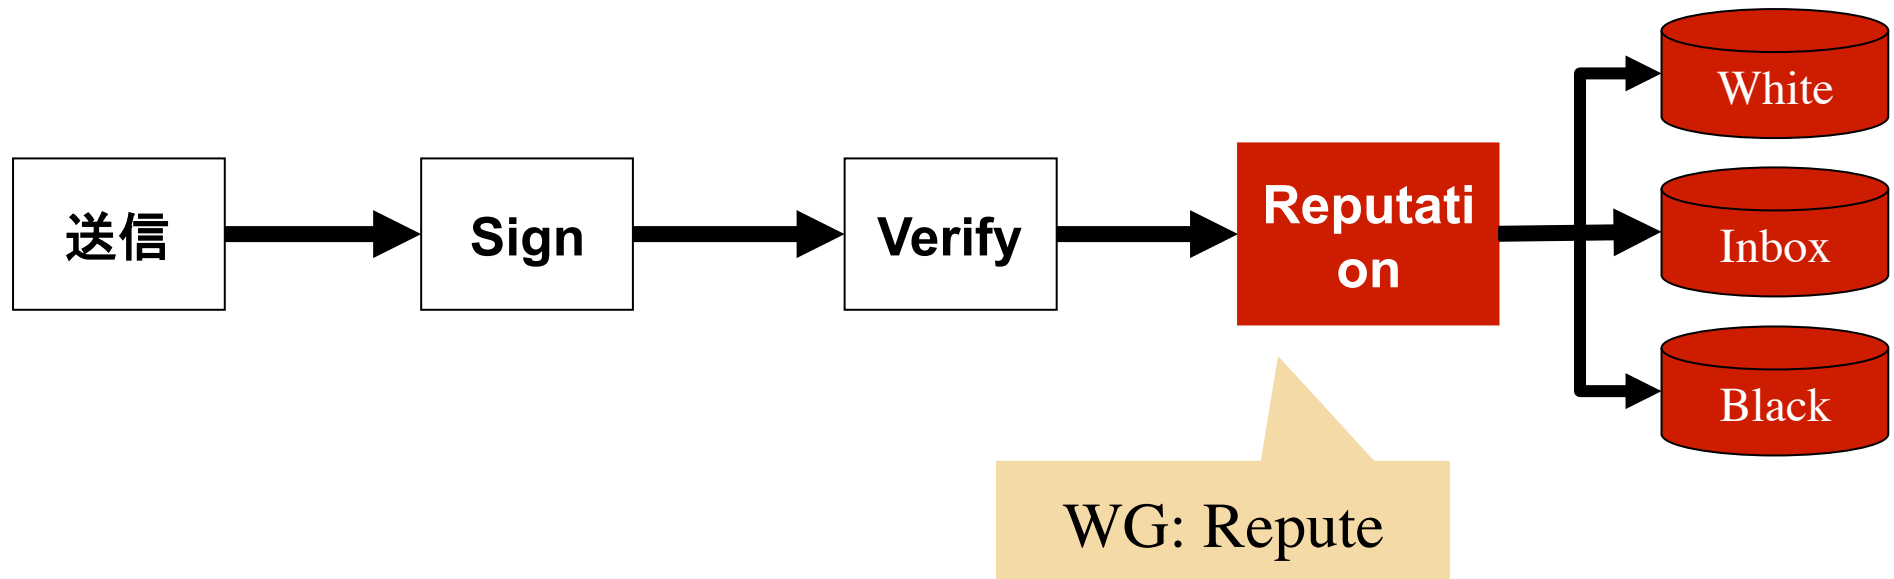 送信
Sign
Verify
Reputati
on
White
Inbox
Black
WG: Repute